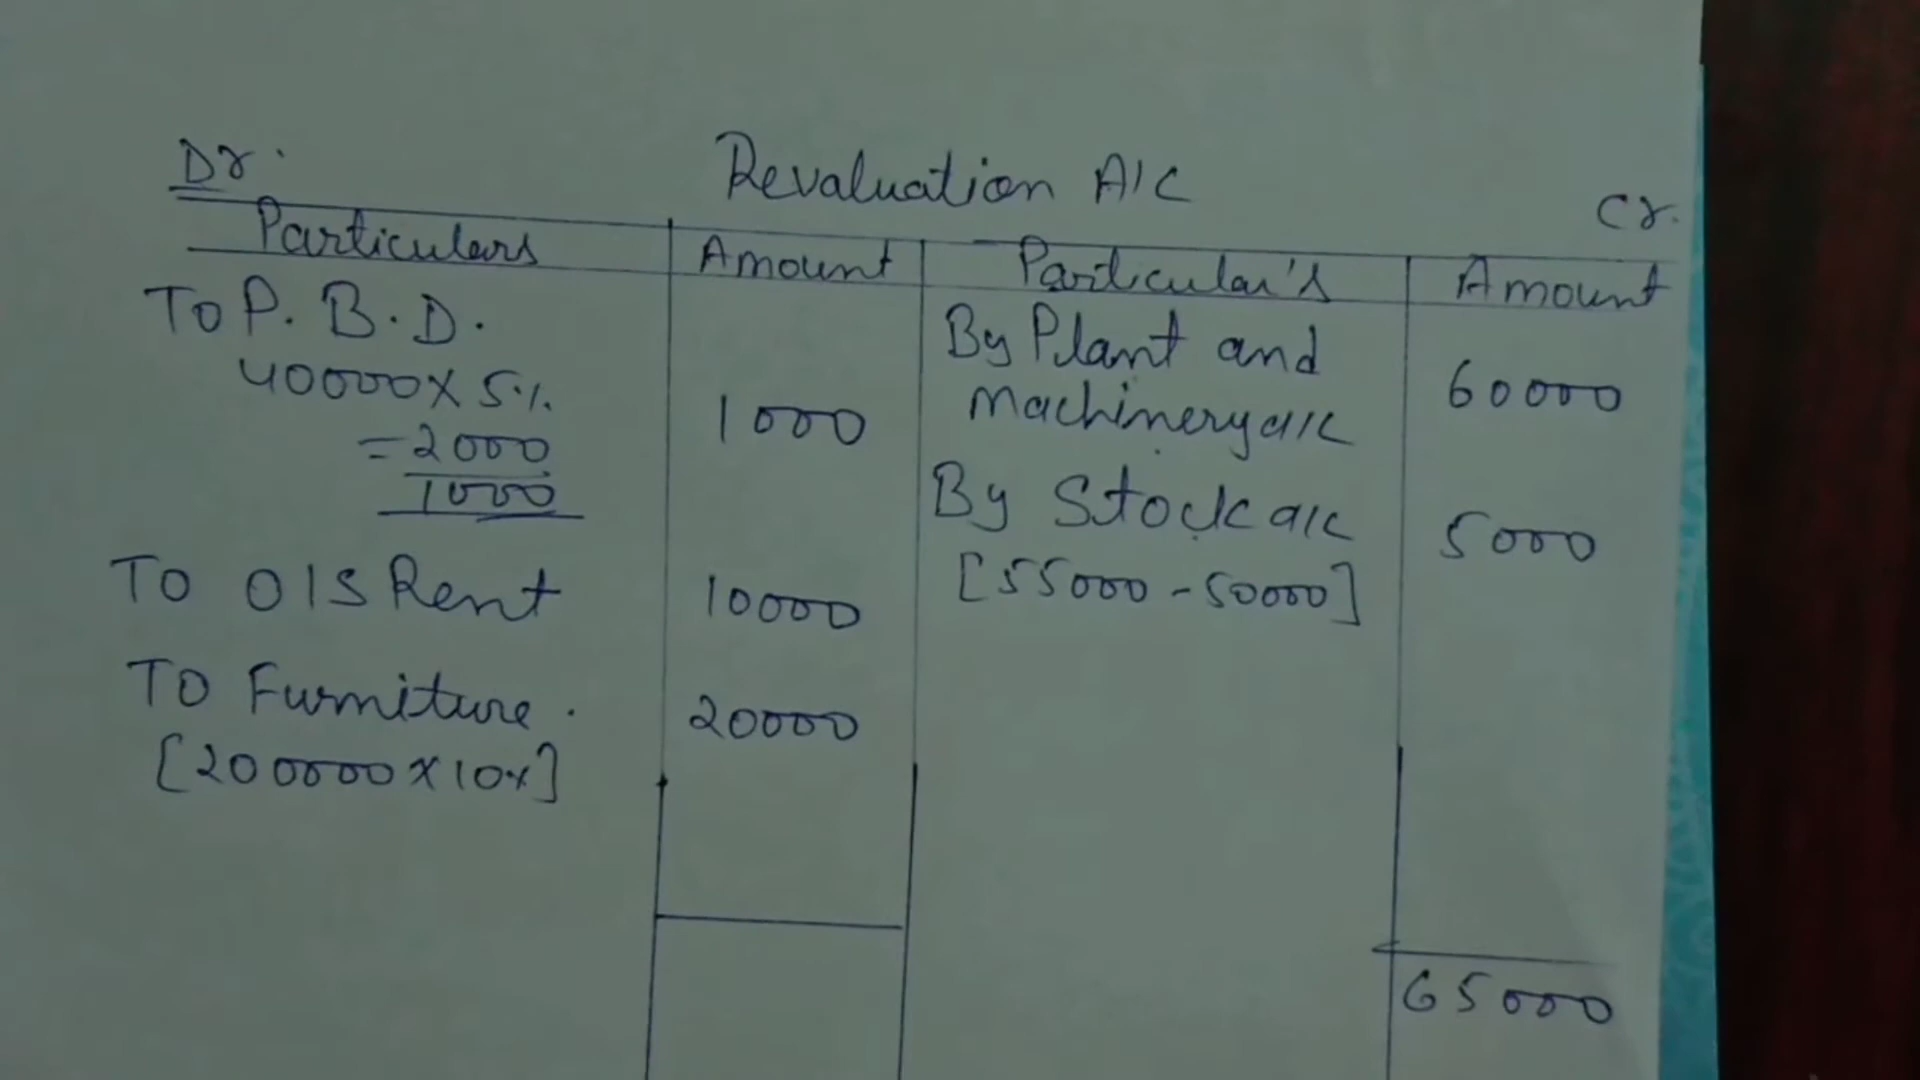 Dr.
Revaluation A/C
Cr.
Particulars Amount Particular's Amount
To P. B. D.
40000 X 5%
= 2000
1000
1000
To O/S Rent 10000
To Furniture. 20000
[200000 X 10%]
By Plant and
Machinery a/c 60000
By Stock a/c 5000
[55000 - 50000]
65000